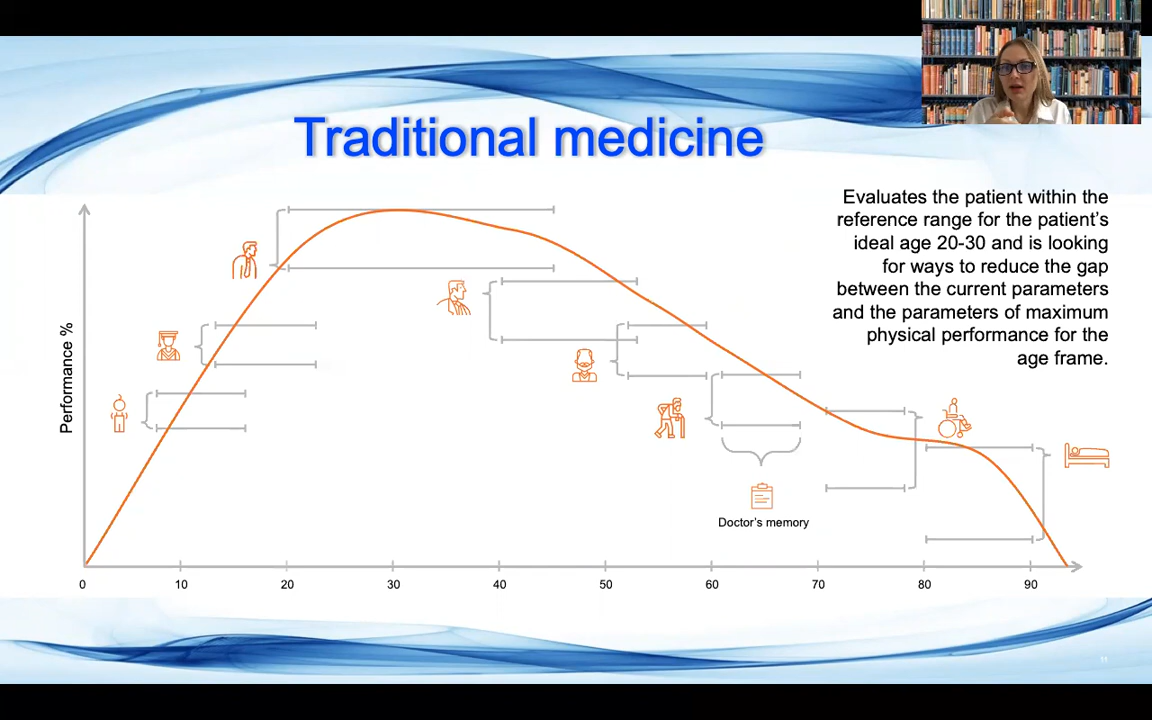 Traditional medicine
Evaluates the patient within the
reference range for the patient's
ideal age 20-30 and is looking
for ways to reduce the gap
between the current parameters
and the parameters of maximum
physical performance for the
age frame.
Performance %
Doctor's memory
0 10 20 30 40 50 60 70 80 90
11